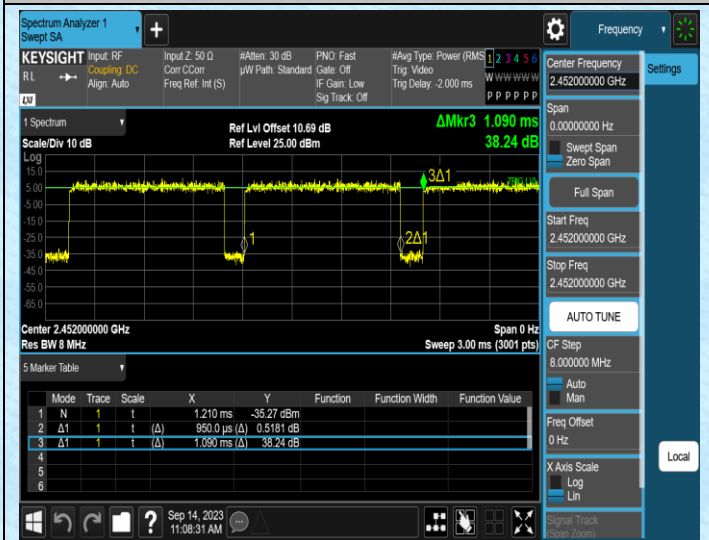 Spectrum Analyzer 1
Swept SA
Frequency
KEYSIGHT
Input: RF
Input Z: 50 Ω
#Atten: 30 dB
PNO: Fast
#Avg Type: Power (RMS
1 2 3 4 5 6
RL
Coupling: DC
Corr CCorr
µW Path: Standard
Gate: Off
Trig: Video
W W W W W W
Align: Auto
Freq Ref: Int (S)
IF Gain: Low
Trig Delay: -2.000 ms
Sig Track: Off
P P P P P P
LXI
1 Spectrum
Scale/Div 10 dB
Ref Lvl Offset 10.69 dB
Ref Level 25.00 dBm
ΔMkr3 1.090 ms
38.24 dB
Log
15.0
5.00
-5.00
-15.0
-25.0
-35.0
-45.0
-55.0
-65.0
1
2Δ1
3Δ1
Center 2.452000000 GHz
Span 0 Hz
Res BW 8 MHz
Sweep 3.00 ms (3001 pts)
5 Marker Table
Mode Trace Scale X Y Function Function Width Function Value
1 N 1 t 1.210 ms -35.27 dBm
2 Δ1 1 t (Δ) 950.0 µs (Δ) 0.5181 dB
3 Δ1 1 t (Δ) 1.090 ms (Δ) 38.24 dB
4
5
6
Sep 14, 2023
11:08:31 AM
?
Center Frequency
2.452000000 GHz
Settings
Span
0.00000000 Hz
Swept Span
Zero Span
Full Span
Start Freq
2.452000000 GHz
Stop Freq
2.452000000 GHz
AUTO TUNE
CF Step
8.000000 MHz
Auto
Man
Freq Offset
0 Hz
X Axis Scale
Log
Lin
Local
Signal Track
(Span Zoom)